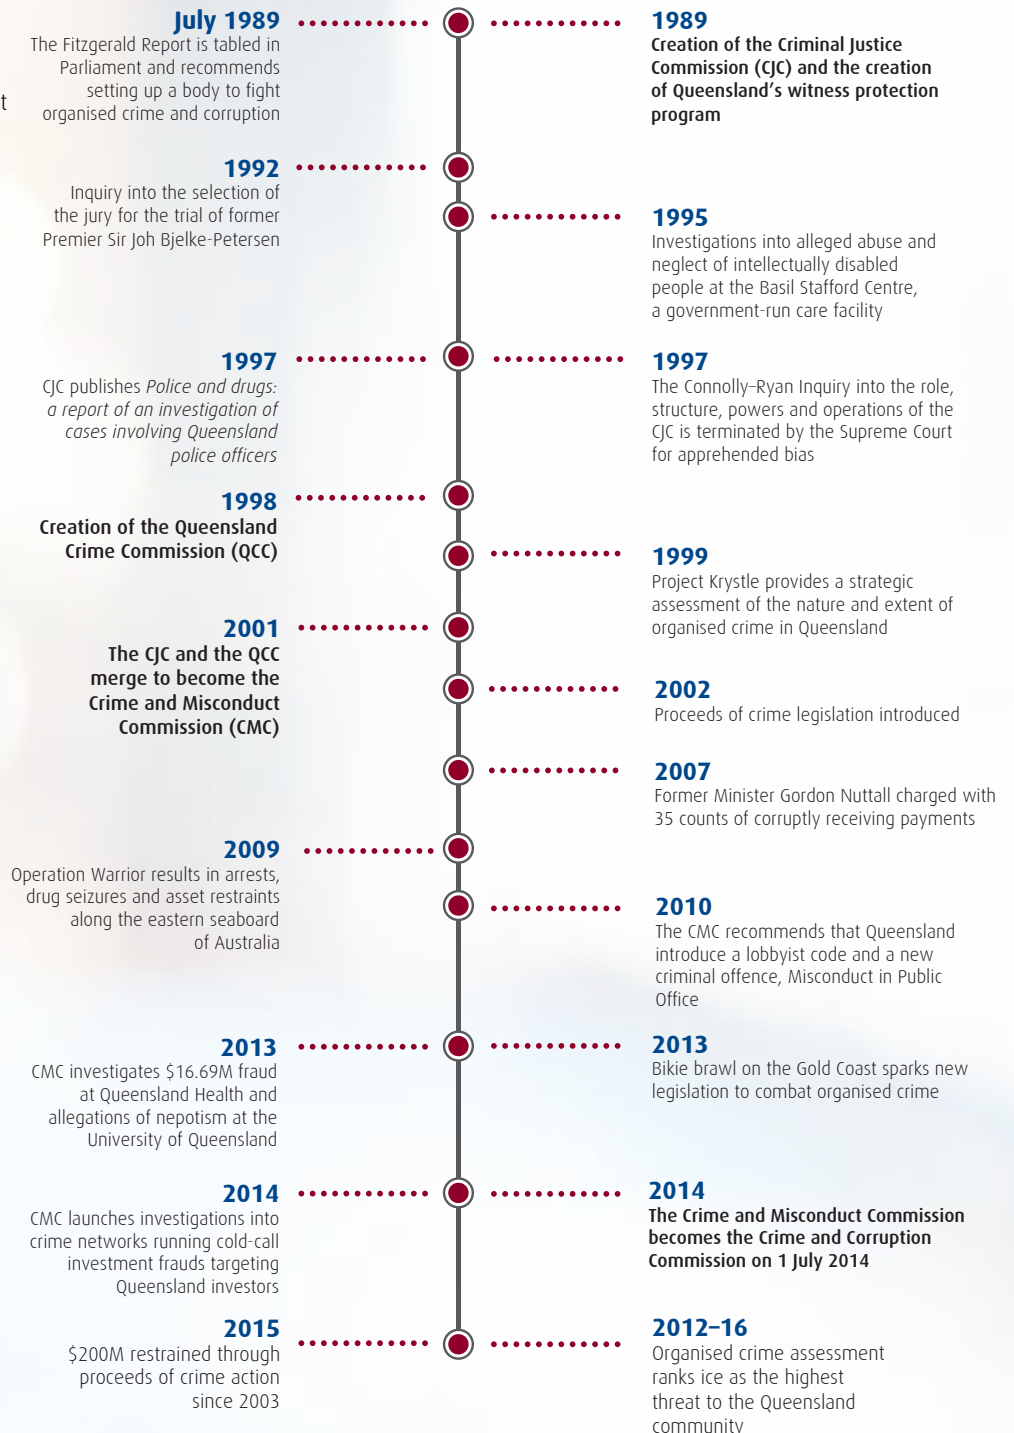 July 1989
The Fitzgerald Report is tabled in
Parliament and recommends
setting up a body to fight
organised crime and corruption
t
1989
Creation of the Criminal Justice
Commission (CJC) and the creation
of Queensland’s witness protection
program
1992
Inquiry into the selection of
the jury for the trial of former
Premier Sir Joh Bjelke-Petersen
1995
Investigations into alleged abuse and
neglect of intellectually disabled
people at the Basil Stafford Centre,
a government-run care facility
1997
CJC publishes Police and drugs:
a report of an investigation of
cases involving Queensland
police officers
1997
The Connolly–Ryan Inquiry into the role,
structure, powers and operations of the
CJC is terminated by the Supreme Court
for apprehended bias
1998
Creation of the Queensland
Crime Commission (QCC)
1999
Project Krystle provides a strategic
assessment of the nature and extent of
organised crime in Queensland
2001
The CJC and the QCC
merge to become the
Crime and Misconduct
Commission (CMC)
2002
Proceeds of crime legislation introduced
2007
Former Minister Gordon Nuttall charged with
35 counts of corruptly receiving payments
2009
Operation Warrior results in arrests,
drug seizures and asset restraints
along the eastern seaboard
of Australia
2010
The CMC recommends that Queensland
introduce a lobbyist code and a new
criminal offence, Misconduct in Public
Office
2013
CMC investigates $16.69M fraud
at Queensland Health and
allegations of nepotism at the
University of Queensland
2013
Bikie brawl on the Gold Coast sparks new
legislation to combat organised crime
2014
CMC launches investigations into
crime networks running cold-call
investment frauds targeting
Queensland investors
2014
The Crime and Misconduct Commission
becomes the Crime and Corruption
Commission on 1 July 2014
2015
$200M restrained through
proceeds of crime action
since 2003
2012–16
Organised crime assessment
ranks ice as the highest
threat to the Queensland
community